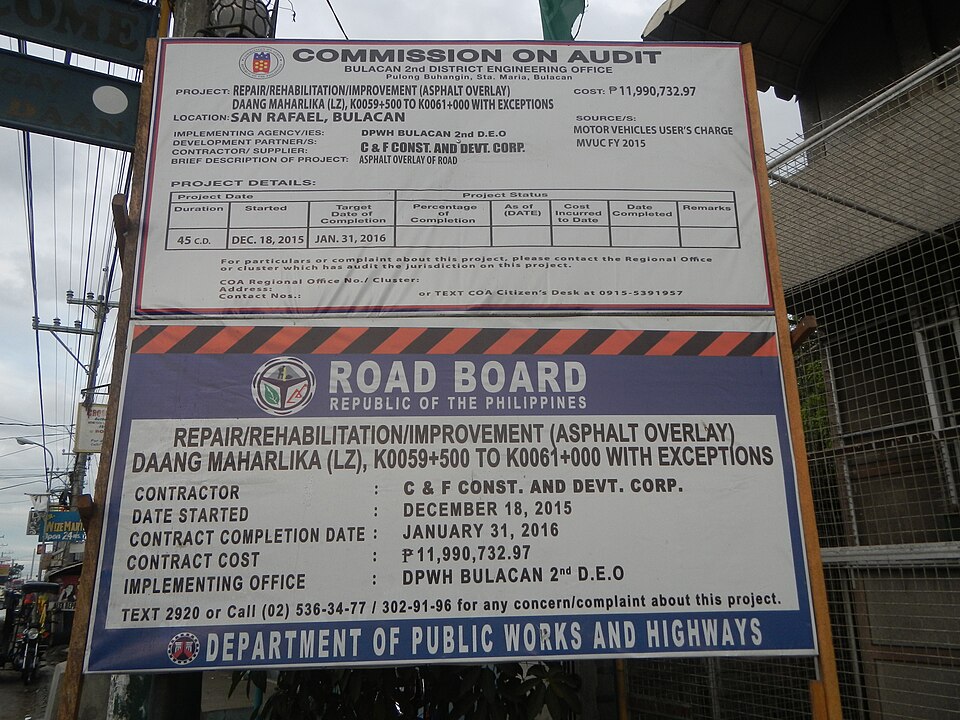 COMMISSION ON AUDIT
BULACAN 2nd DISTRICT ENGINEERING OFFICE
Pulong Buhangin, Sta. Maria, Bulacan
PROJECT: REPAIR/REHABILITATION/IMPROVEMENT (ASPHALT OVERLAY)
DAANG MAHARLIKA (LZ), K0059+500 TO K0061+000 WITH EXCEPTIONS
COST: ₱11,990,732.97
LOCATION: SAN RAFAEL, BULACAN
SOURCE/S:
MOTOR VEHICLES USER'S CHARGE
MVUC FY 2015
IMPLEMENTING AGENCY/IES: DPWH BULACAN 2nd D.E.O
DEVELOPMENT PARTNER/S:
CONTRACTOR/ SUPPLIER: C & F CONST. AND DEVT. CORP.
BRIEF DESCRIPTION OF PROJECT: ASPHALT OVERLAY OF ROAD
PROJECT DETAILS:
Project Date Project Status
Duration Started Target Date of Completion Percentage of Completion As of (DATE) Cost Incurred to Date Date Completed Remarks
45 C.D. DEC. 18, 2015 JAN. 31, 2016
For particulars or complaint about this project, please contact the Regional Office
or cluster which has audit the jurisdiction on this project.
COA Regional Office No./ Cluster:
Address:
Contact Nos.: or TEXT COA Citizen's Desk at 0915-5391957
ROAD BOARD
REPUBLIC OF THE PHILIPPINES
REPAIR/REHABILITATION/IMPROVEMENT (ASPHALT OVERLAY)
DAANG MAHARLIKA (LZ), K0059+500 TO K0061+000 WITH EXCEPTIONS
CONTRACTOR : C & F CONST. AND DEVT. CORP.
DATE STARTED : DECEMBER 18, 2015
CONTRACT COMPLETION DATE : JANUARY 31, 2016
CONTRACT COST : ₱11,990,732.97
IMPLEMENTING OFFICE : DPWH BULACAN 2nd D.E.O
TEXT 2920 or Call (02) 536-34-77 / 302-91-96 for any concern/complaint about this project.
DEPARTMENT OF PUBLIC WORKS AND HIGHWAYS